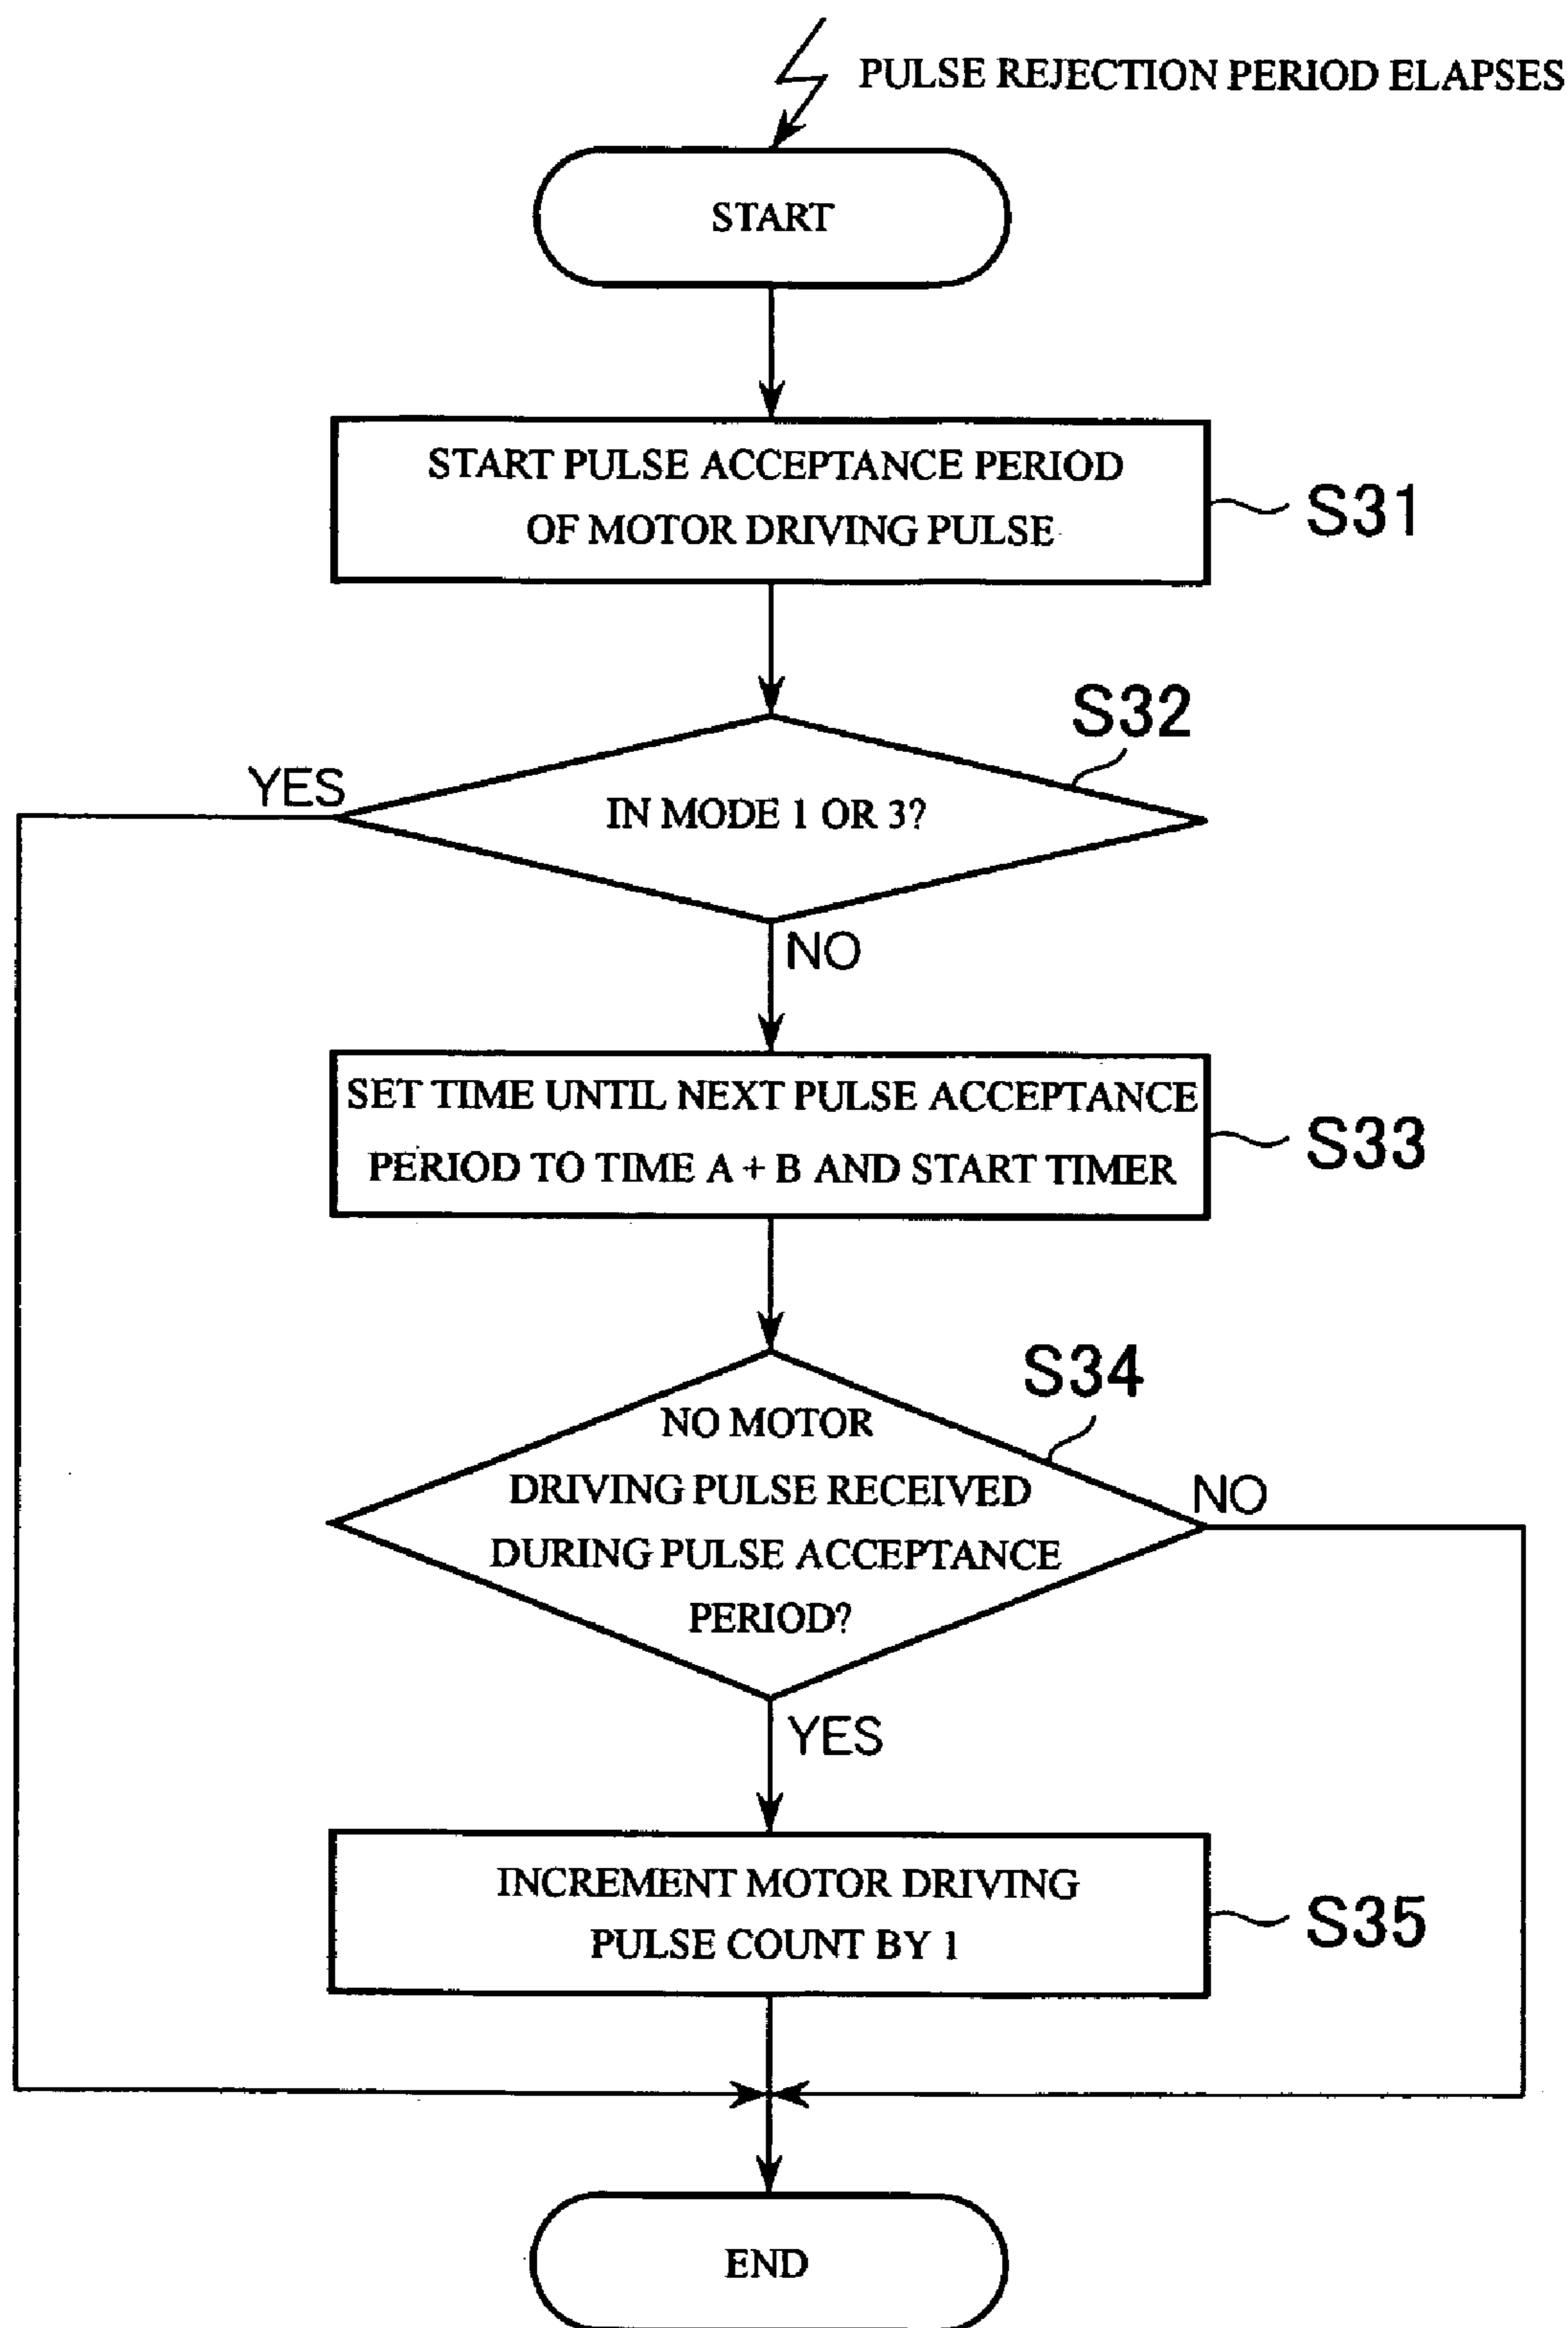 PULSE REJECTION PERIOD ELAPSES
START
START PULSE ACCEPTANCE PERIOD
OF MOTOR DRIVING PULSE
S31
S32
YES
IN MODE 1 OR 3?
NO
SET TIME UNTIL NEXT PULSE ACCEPTANCE
PERIOD TO TIME A + B AND START TIMER
S33
S34
NO MOTOR
DRIVING PULSE RECEIVED
NO
DURING PULSE ACCEPTANCE
PERIOD?
YES
INCREMENT MOTOR DRIVING
PULSE COUNT BY 1
S35
END